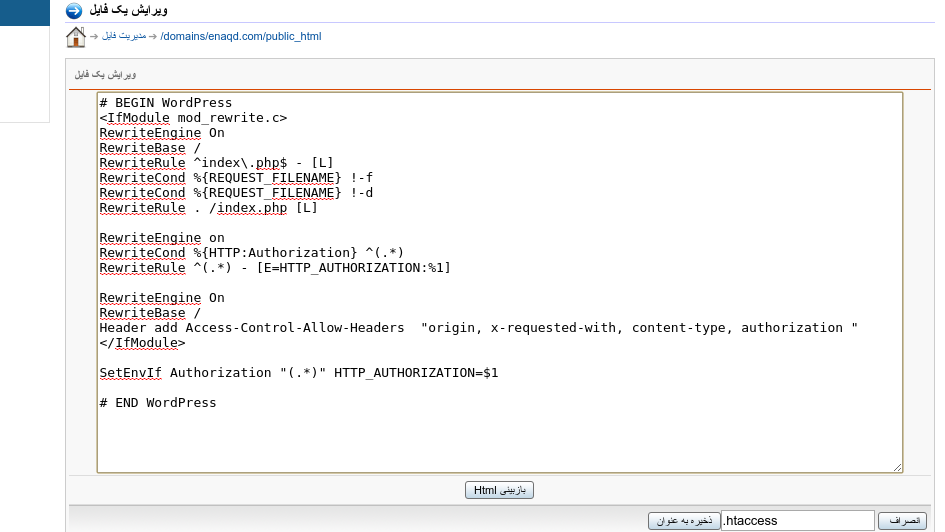 ویرایش یک فایل
/domains/enaqd.com/public_html → مدیریت فایل →
ویرایش یک فایل
# BEGIN WordPress
<IfModule mod_rewrite.c>
RewriteEngine On
RewriteBase /
RewriteRule ^index\.php$ - [L]
RewriteCond %{REQUEST_FILENAME} !-f
RewriteCond %{REQUEST_FILENAME} !-d
RewriteRule . /index.php [L]
RewriteEngine on
RewriteCond %{HTTP:Authorization} ^(.*)
RewriteRule ^(.*) - [E=HTTP_AUTHORIZATION:%1]
RewriteEngine On
RewriteBase /
Header add Access-Control-Allow-Headers  "origin, x-requested-with, content-type, authorization "
</IfModule>
SetEnvIf Authorization "(.*)" HTTP_AUTHORIZATION=$1
# END WordPress
بازبینی Html
ذخیره به عنوان .htaccess انصراف